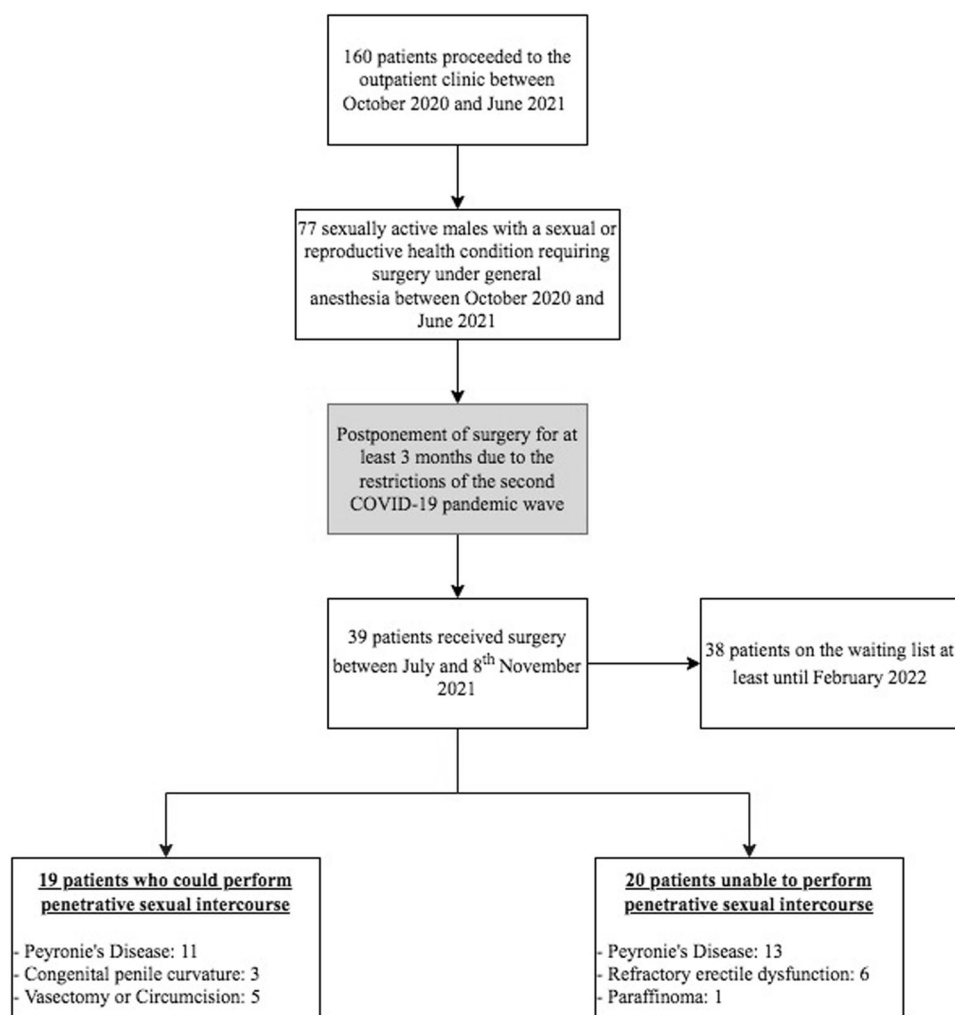 160 patients proceeded to the
outpatient clinic between
October 2020 and June 2021
77 sexually active males with a sexual or
reproductive health condition requiring
surgery under general
anesthesia between October 2020 and
June 2021
Postponement of surgery for at
least 3 months due to the
restrictions of the second
COVID-19 pandemic wave
39 patients received surgery
between July and 8th November
2021
38 patients on the waiting list at
least until February 2022
19 patients who could perform
penetrative sexual intercourse
- Peyronie's Disease: 11
- Congenital penile curvature: 3
- Vasectomy or Circumcision: 5
20 patients unable to perform
penetrative sexual intercourse
- Peyronie's Disease: 13
- Refractory erectile dysfunction: 6
- Paraffinoma: 1